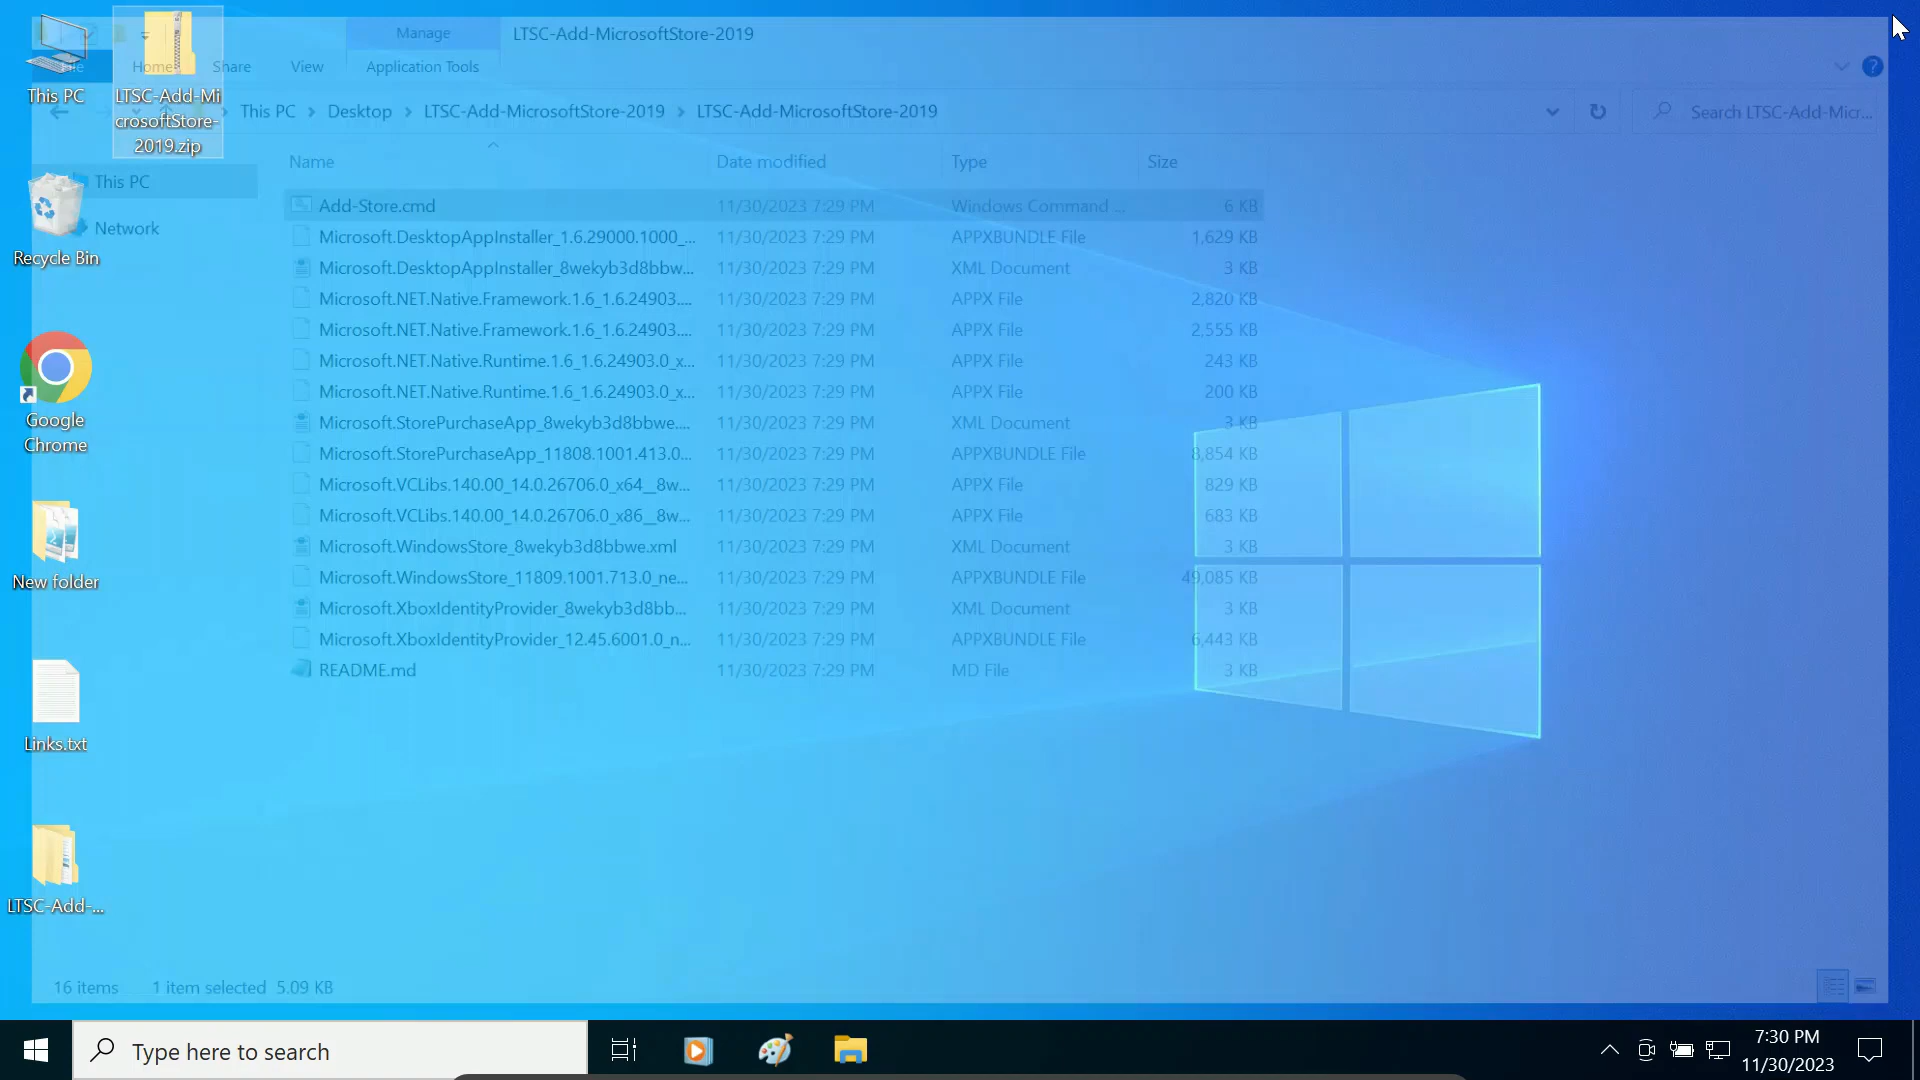 Manage
LTSC-Add-MicrosoftStore-2019
File
Home
Share
View
Application Tools
This PC
LTSC-Add-Mi
crosoftStore-
2019.zip
This PC
Desktop
LTSC-Add-MicrosoftStore-2019
LTSC-Add-MicrosoftStore-2019
Search LTSC-Add-Micr...
Name
Date modified
Type
Size
This PC
Network
Recycle Bin
Add-Store.cmd 11/30/2023 7:29 PM Windows Command ... 6 KB
Microsoft.DesktopAppInstaller_1.6.29000.1000_... 11/30/2023 7:29 PM APPXBUNDLE File 1,629 KB
Microsoft.DesktopAppInstaller_8wekyb3d8bbw... 11/30/2023 7:29 PM XML Document 3 KB
Microsoft.NET.Native.Framework.1.6_1.6.24903.... 11/30/2023 7:29 PM APPX File 2,820 KB
Microsoft.NET.Native.Framework.1.6_1.6.24903.... 11/30/2023 7:29 PM APPX File 2,555 KB
Microsoft.NET.Native.Runtime.1.6_1.6.24903.0_x... 11/30/2023 7:29 PM APPX File 243 KB
Microsoft.NET.Native.Runtime.1.6_1.6.24903.0_x... 11/30/2023 7:29 PM APPX File 200 KB
Microsoft.StorePurchaseApp_8wekyb3d8bbwe.... 11/30/2023 7:29 PM XML Document 3 KB
Microsoft.StorePurchaseApp_11808.1001.413.0... 11/30/2023 7:29 PM APPXBUNDLE File 8,854 KB
Microsoft.VCLibs.140.00_14.0.26706.0_x64__8w... 11/30/2023 7:29 PM APPX File 829 KB
Microsoft.VCLibs.140.00_14.0.26706.0_x86__8w... 11/30/2023 7:29 PM APPX File 683 KB
Microsoft.WindowsStore_8wekyb3d8bbwe.xml 11/30/2023 7:29 PM XML Document 3 KB
Microsoft.WindowsStore_11809.1001.713.0_ne... 11/30/2023 7:29 PM APPXBUNDLE File 49,085 KB
Microsoft.XboxIdentityProvider_8wekyb3d8bb... 11/30/2023 7:29 PM XML Document 3 KB
Microsoft.XboxIdentityProvider_12.45.6001.0_n... 11/30/2023 7:29 PM APPXBUNDLE File 6,443 KB
README.md 11/30/2023 7:29 PM MD File 3 KB
Google
Chrome
New folder
Links.txt
LTSC-Add-...
16 items 1 item selected 5.09 KB
Type here to search
7:30 PM
11/30/2023